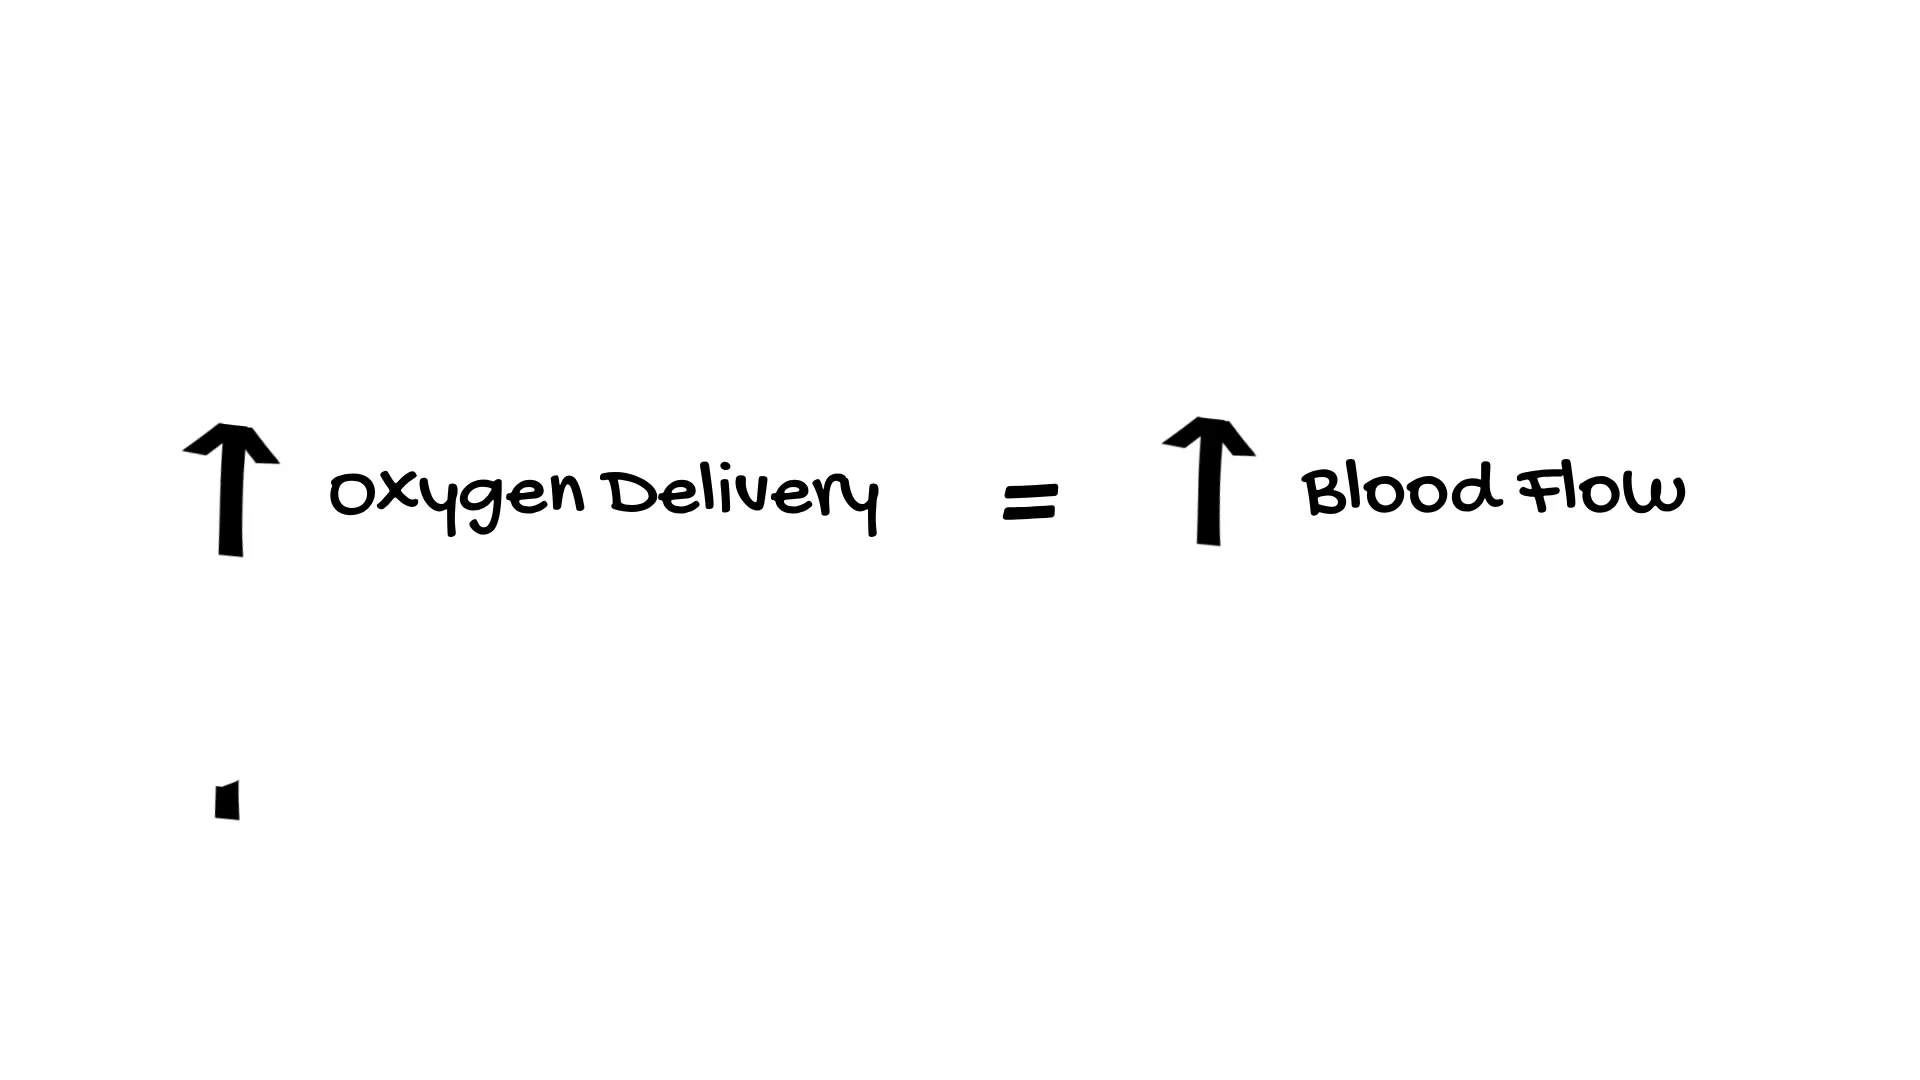 ↑ Oxygen Delivery = ↑ Blood Flow